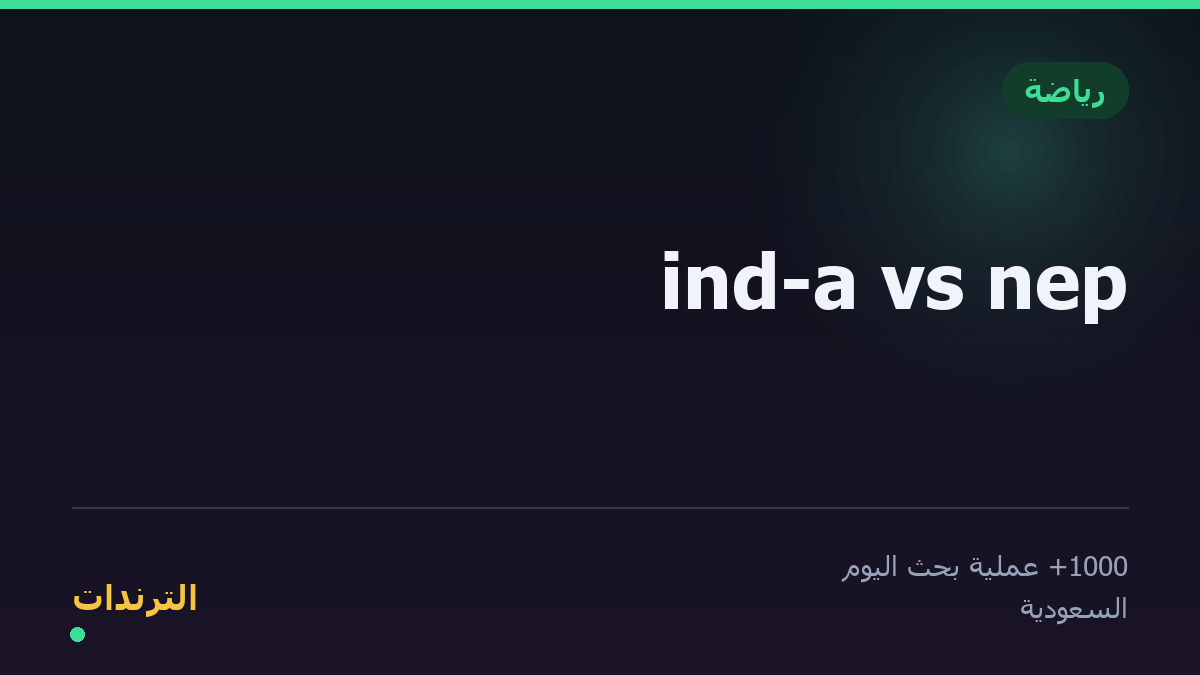 رياضة
ind-a vs nep
1000+ عملية بحث اليوم
السعودية
الترندات